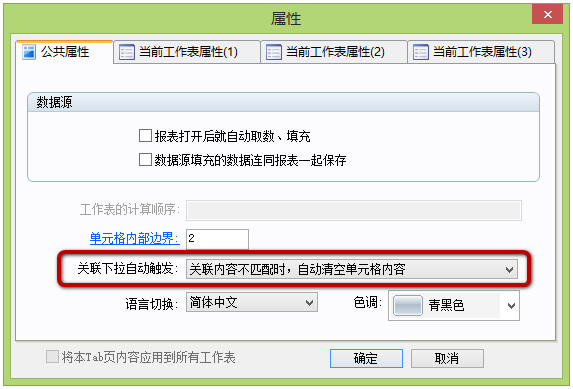 属性
公共属性 当前工作表属性(1) 当前工作表属性(2) 当前工作表属性(3)
数据源
报表打开后就自动取数、填充
数据源填充的数据连同报表一起保存
工作表的计算顺序:
单元格内部边界: 2
关联下拉自动触发: 关联内容不匹配时，自动清空单元格内容
语言切换: 简体中文 色调: 青黑色
将本Tab页内容应用到所有工作表 确定 取消